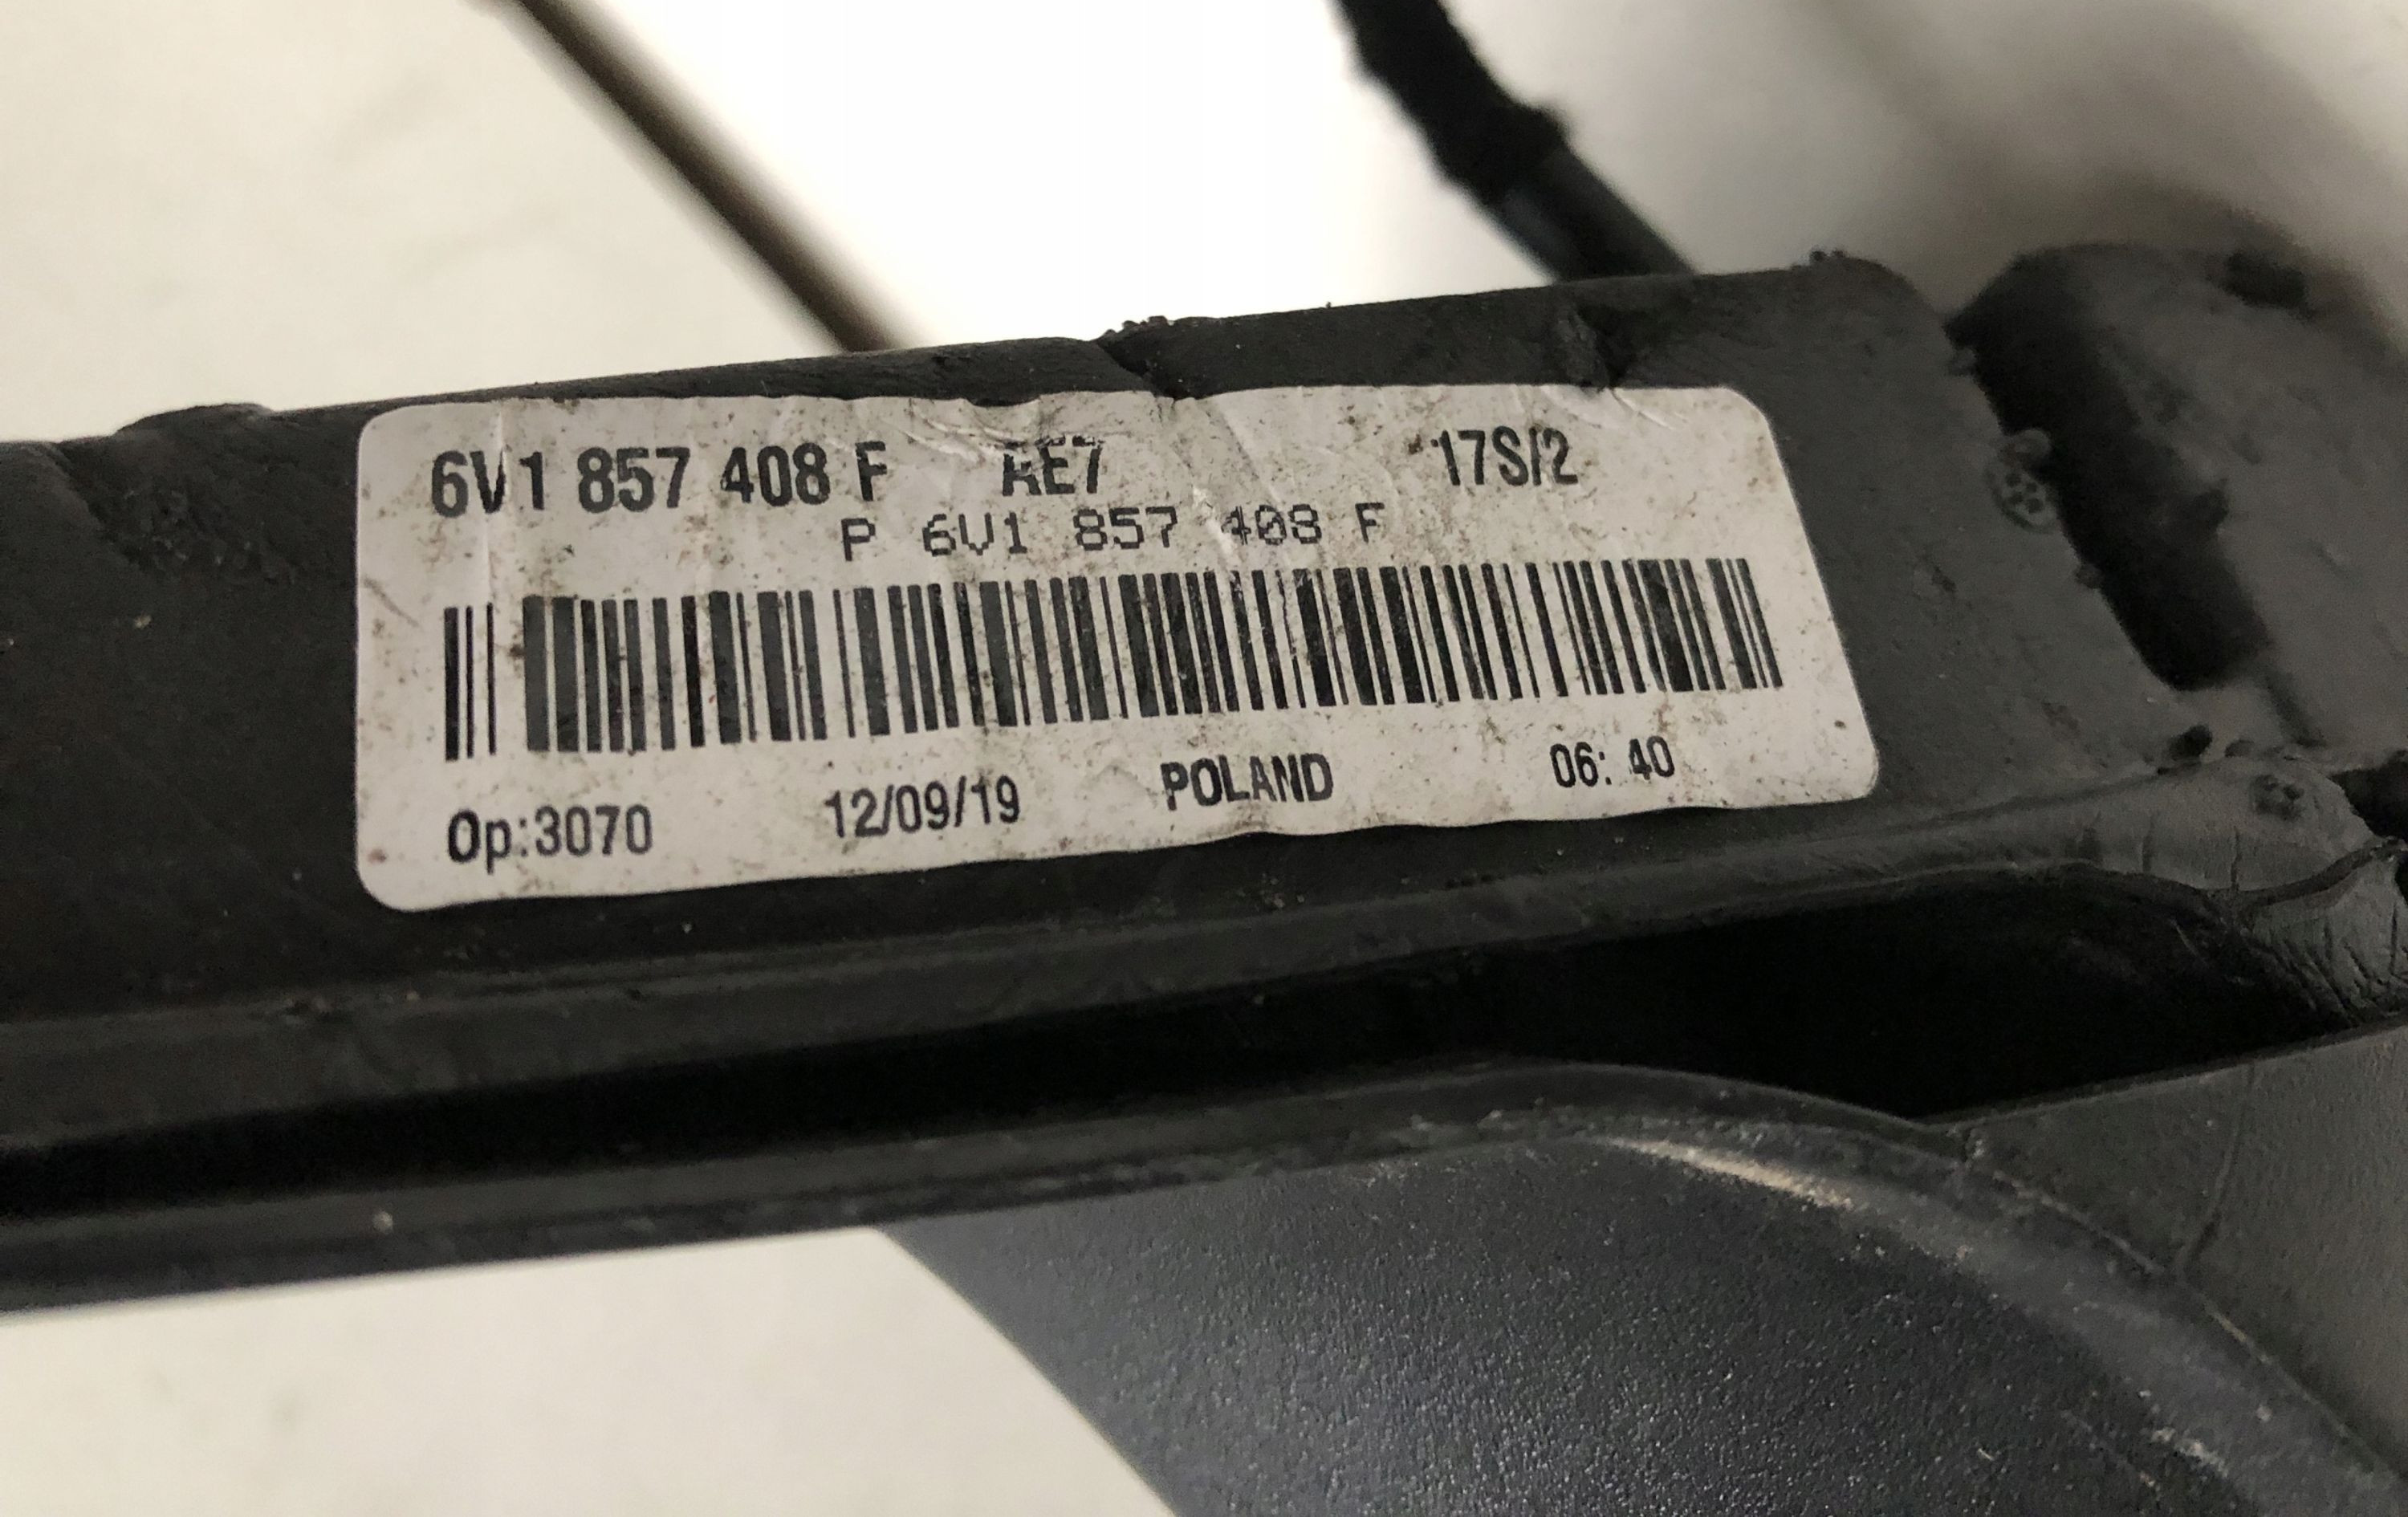 6V1 857 408 F RE7 17S/2
P 6V1 857 408 F
Op:3070 12/09/19 POLAND 06: 40